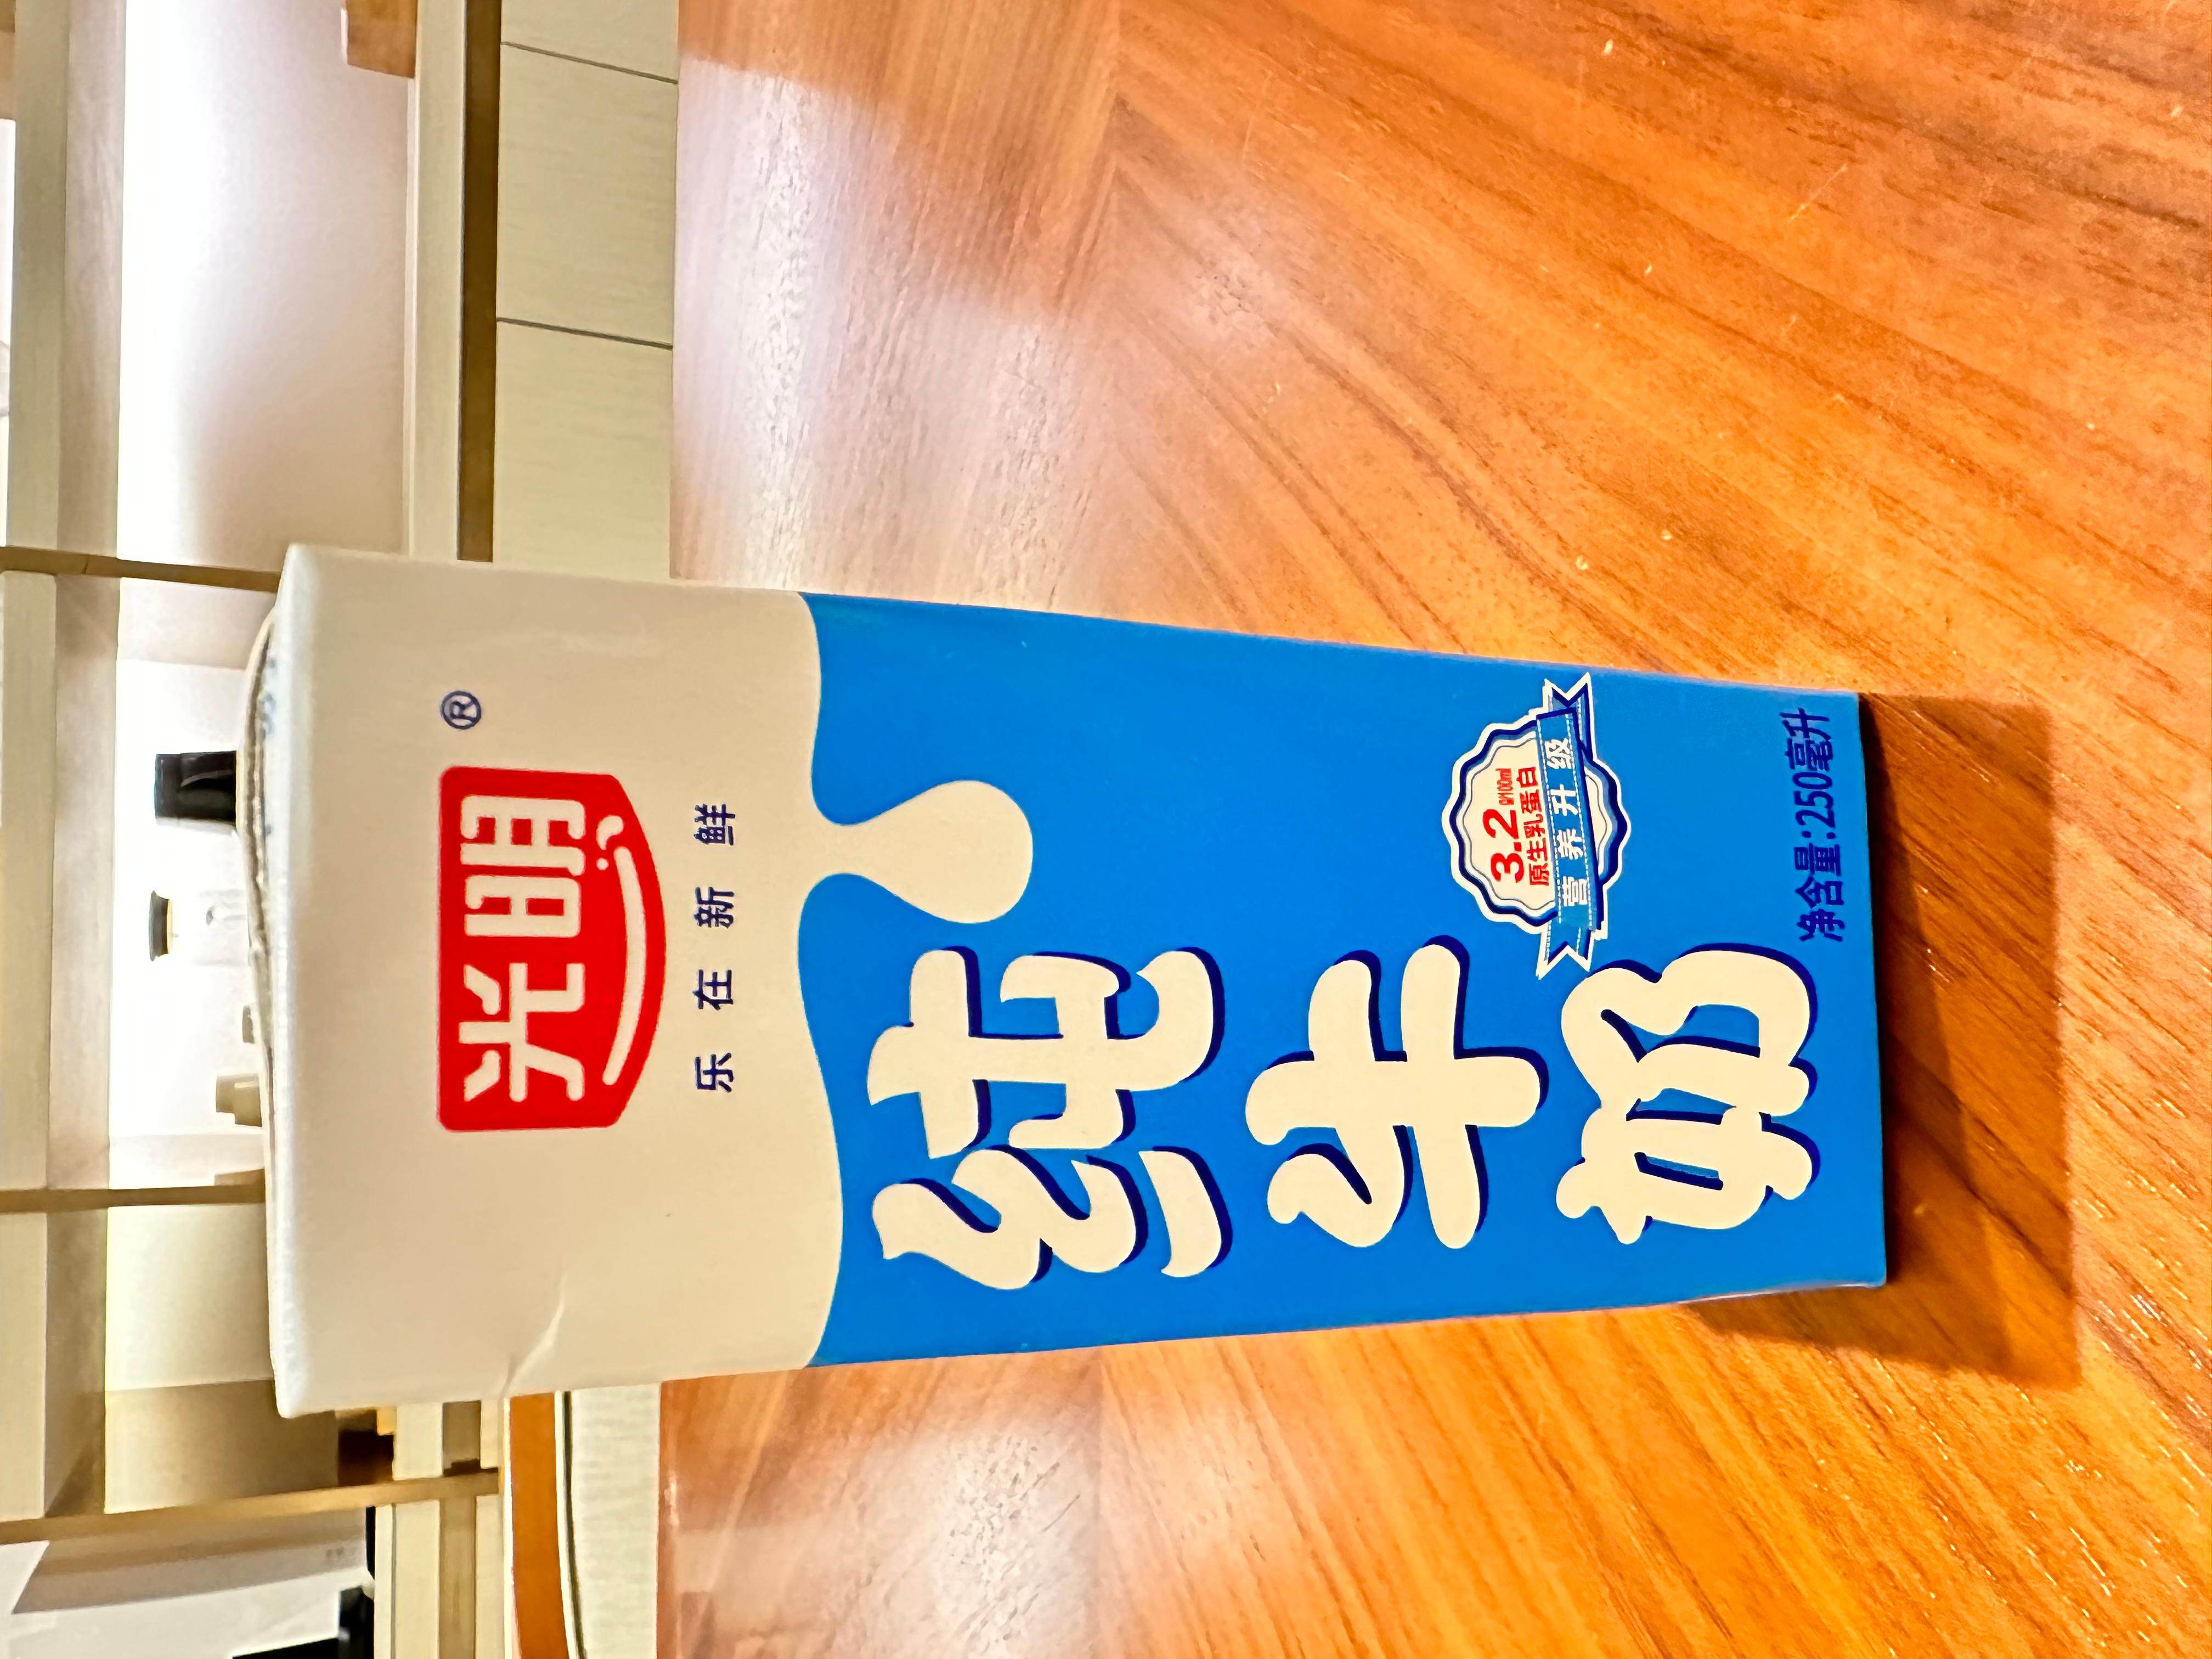 光明®
乐在新鲜
纯牛奶
3.2g/100ml
原生乳蛋白
营养升级
净含量:250毫升